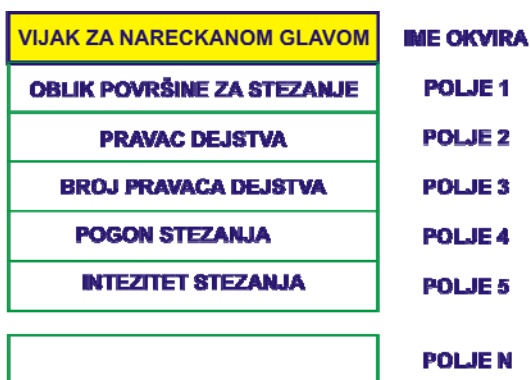 VIJAK ZA NARECKANOM GLAVOM IME OKVIRA
OBLIK POVRŠINE ZA STEZANJE POLJE 1
PRAVAC DEJSTVA POLJE 2
BROJ PRAVACA DEJSTVA POLJE 3
POGON STEZANJA POLJE 4
INTEZITET STEZANJA POLJE 5
POLJE N